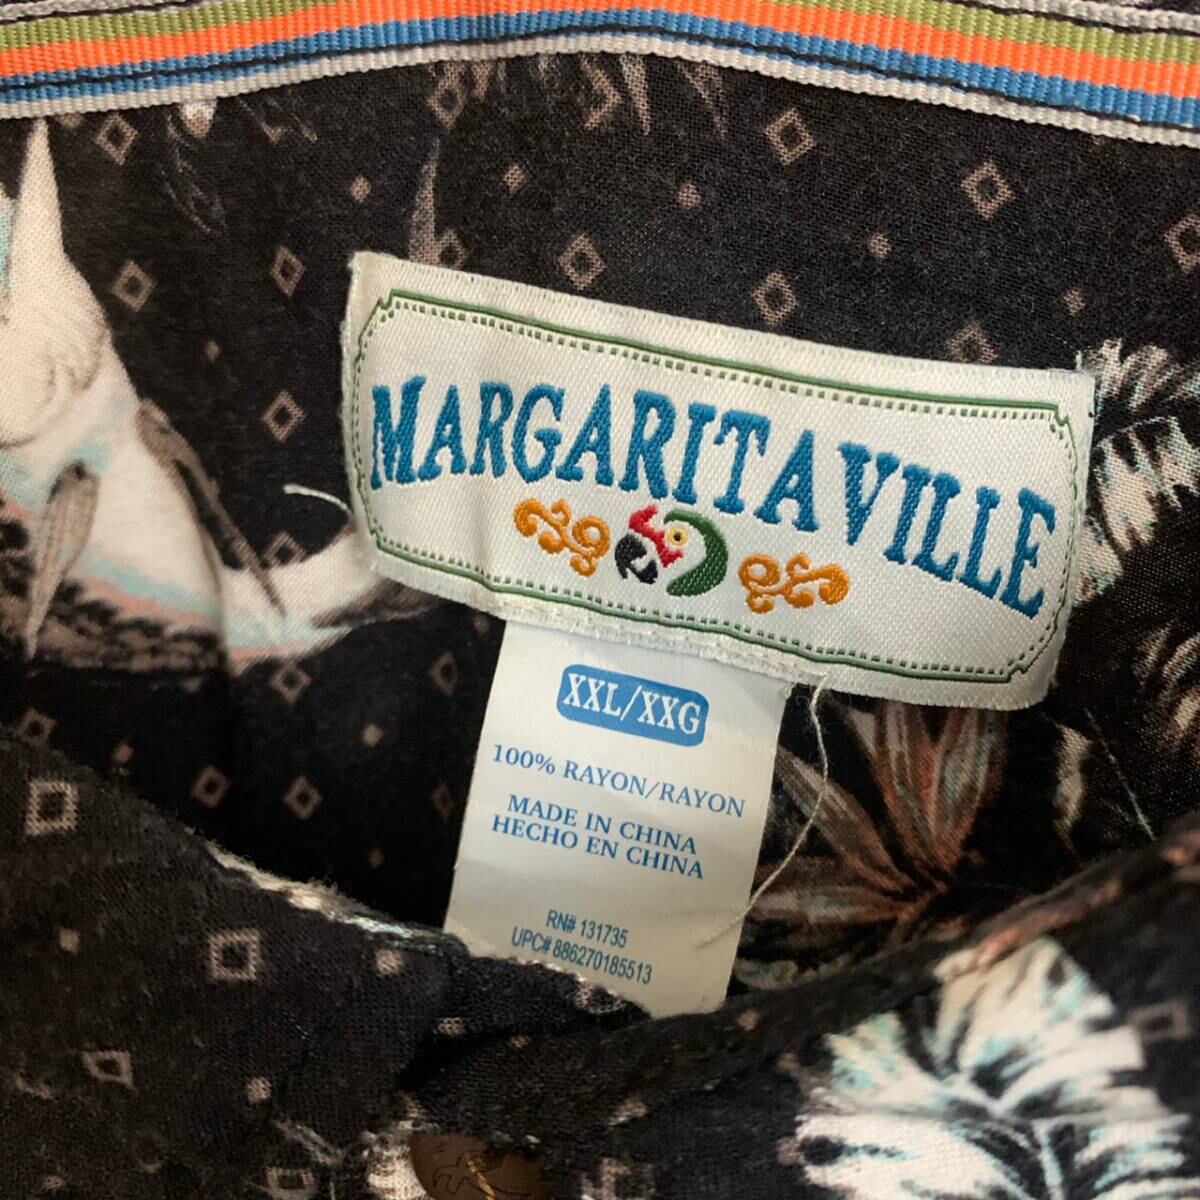 MARGARITAVILLE
XXL/XXG
100% RAYON/RAYON
MADE IN CHINA
HECHO EN CHINA
RN# 131735
UPC# 886270185513